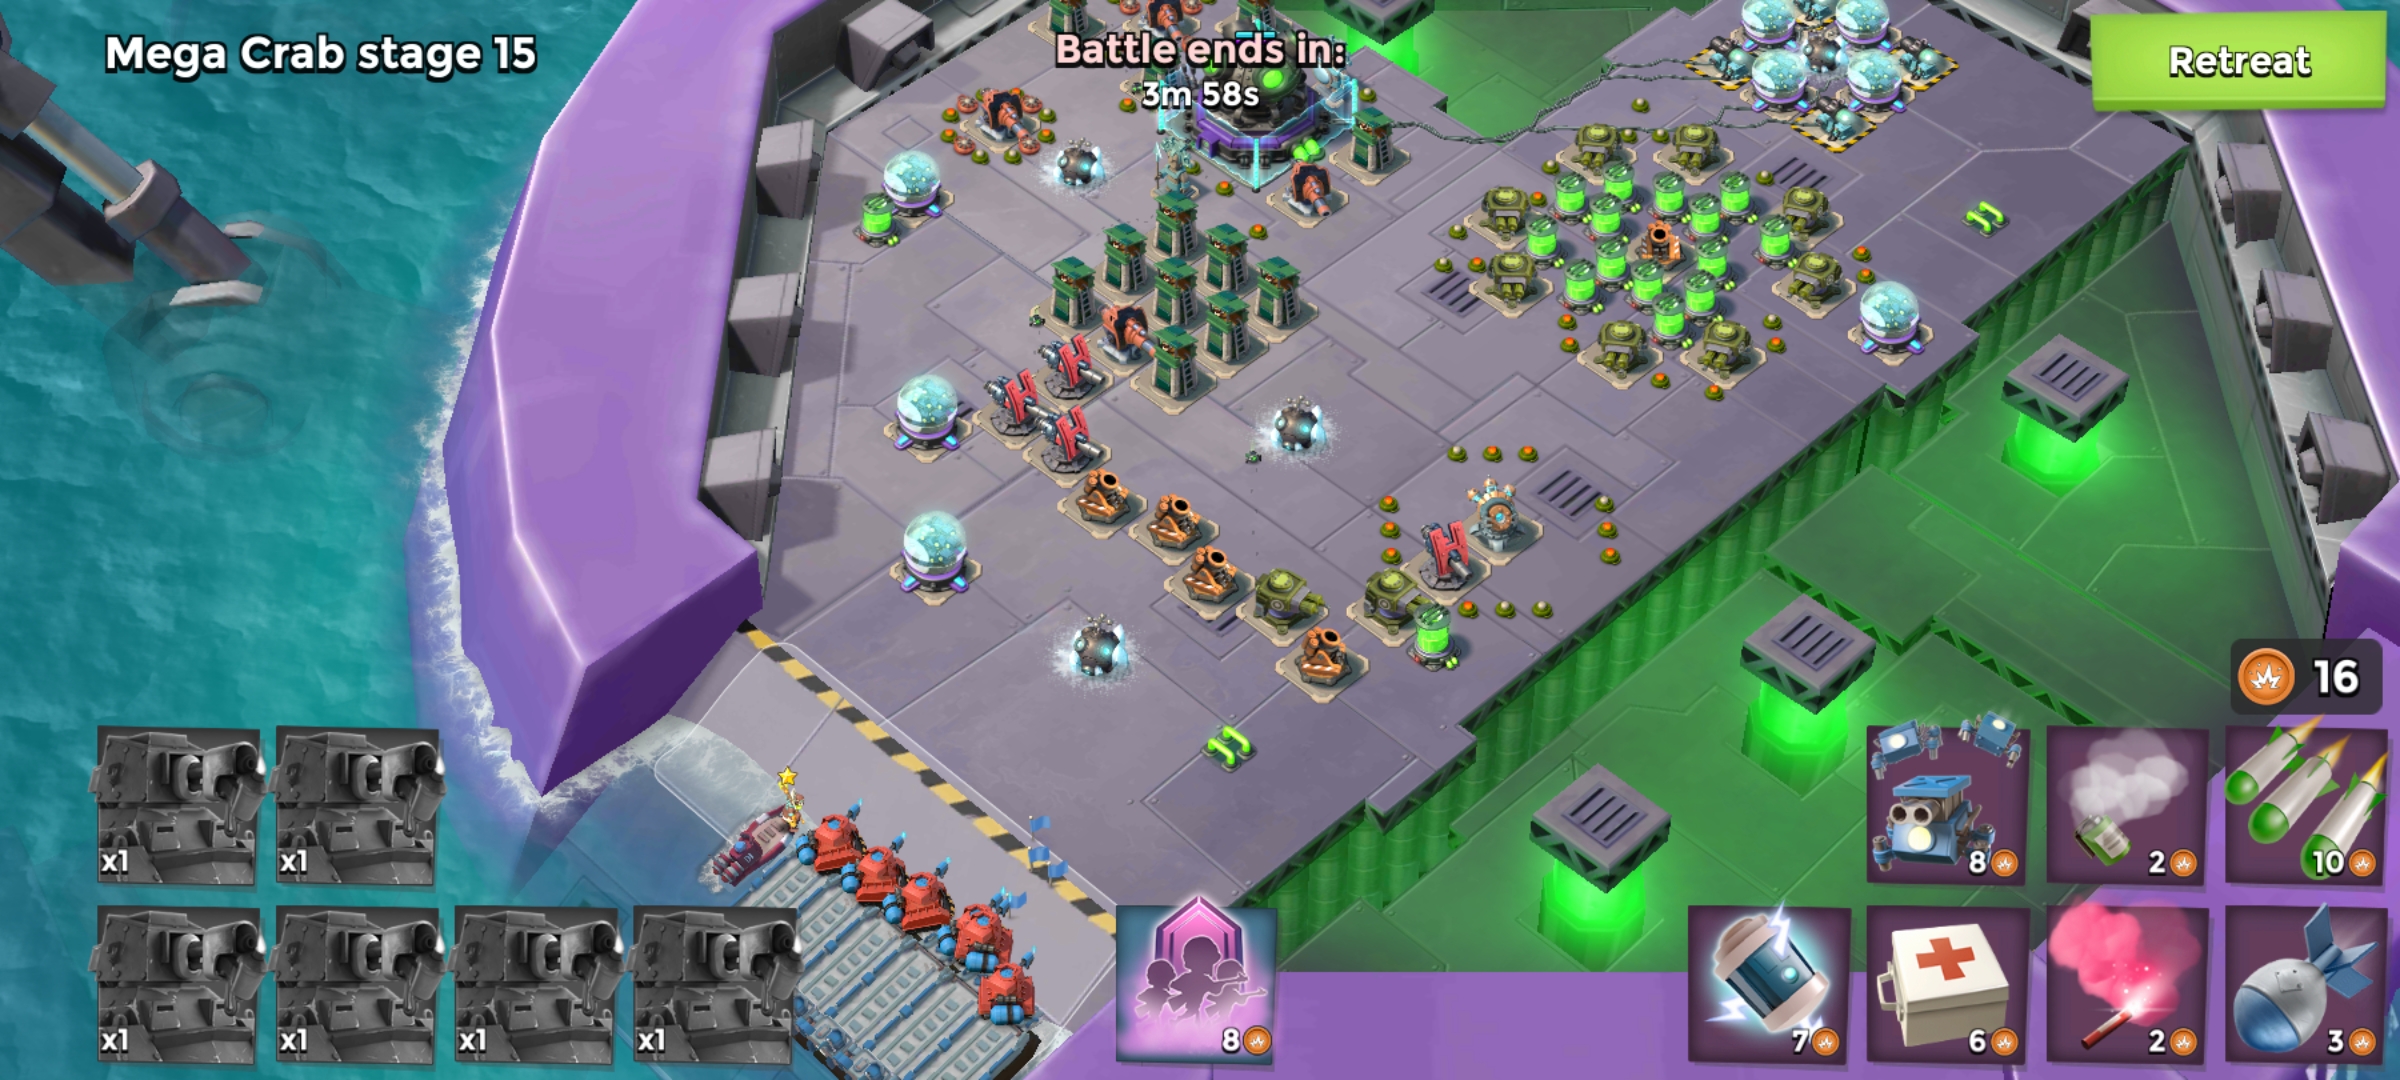 Mega Crab stage 15
Battle ends in:
3m 58s
Retreat
16
8
2
10
x1
x1
x1
x1
x1
x1
8
7
6
2
3